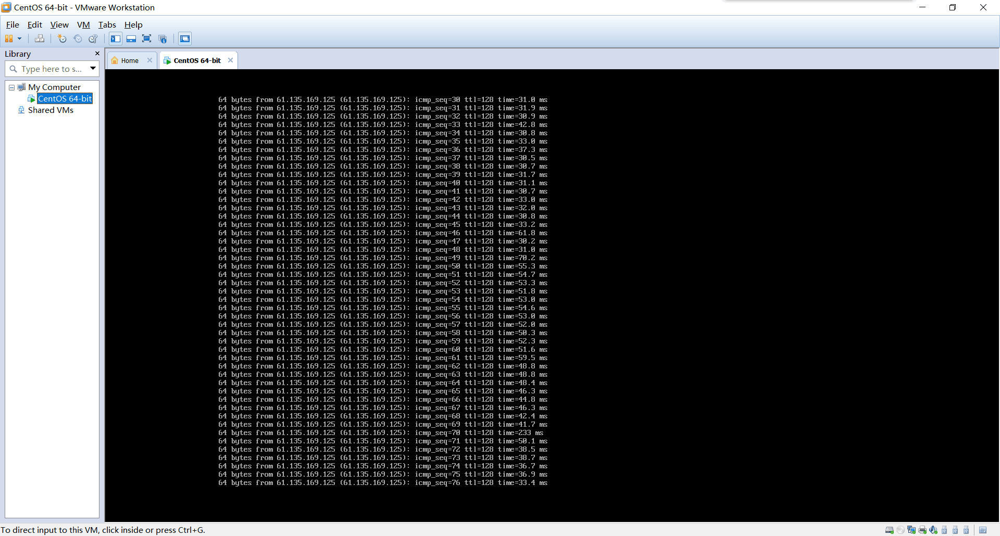 CentOS 64-bit - VMware Workstation
File Edit View VM Tabs Help
Library
Home
CentOS 64-bit
Type here to s...
My Computer
CentOS 64-bit
Shared VMs
64 bytes from 61.135.169.125 (61.135.169.125): icmp_seq=30 ttl=128 time=31.0 ms
64 bytes from 61.135.169.125 (61.135.169.125): icmp_seq=31 ttl=128 time=31.9 ms
64 bytes from 61.135.169.125 (61.135.169.125): icmp_seq=32 ttl=128 time=30.9 ms
64 bytes from 61.135.169.125 (61.135.169.125): icmp_seq=33 ttl=128 time=42.8 ms
64 bytes from 61.135.169.125 (61.135.169.125): icmp_seq=34 ttl=128 time=30.8 ms
64 bytes from 61.135.169.125 (61.135.169.125): icmp_seq=35 ttl=128 time=33.0 ms
64 bytes from 61.135.169.125 (61.135.169.125): icmp_seq=36 ttl=128 time=37.3 ms
64 bytes from 61.135.169.125 (61.135.169.125): icmp_seq=37 ttl=128 time=30.5 ms
64 bytes from 61.135.169.125 (61.135.169.125): icmp_seq=38 ttl=128 time=30.7 ms
64 bytes from 61.135.169.125 (61.135.169.125): icmp_seq=39 ttl=128 time=31.7 ms
64 bytes from 61.135.169.125 (61.135.169.125): icmp_seq=40 ttl=128 time=31.1 ms
64 bytes from 61.135.169.125 (61.135.169.125): icmp_seq=41 ttl=128 time=30.7 ms
64 bytes from 61.135.169.125 (61.135.169.125): icmp_seq=42 ttl=128 time=33.0 ms
64 bytes from 61.135.169.125 (61.135.169.125): icmp_seq=43 ttl=128 time=32.0 ms
64 bytes from 61.135.169.125 (61.135.169.125): icmp_seq=44 ttl=128 time=30.8 ms
64 bytes from 61.135.169.125 (61.135.169.125): icmp_seq=45 ttl=128 time=33.2 ms
64 bytes from 61.135.169.125 (61.135.169.125): icmp_seq=46 ttl=128 time=61.8 ms
64 bytes from 61.135.169.125 (61.135.169.125): icmp_seq=47 ttl=128 time=30.2 ms
64 bytes from 61.135.169.125 (61.135.169.125): icmp_seq=48 ttl=128 time=31.0 ms
64 bytes from 61.135.169.125 (61.135.169.125): icmp_seq=49 ttl=128 time=70.2 ms
64 bytes from 61.135.169.125 (61.135.169.125): icmp_seq=50 ttl=128 time=55.3 ms
64 bytes from 61.135.169.125 (61.135.169.125): icmp_seq=51 ttl=128 time=54.7 ms
64 bytes from 61.135.169.125 (61.135.169.125): icmp_seq=52 ttl=128 time=53.3 ms
64 bytes from 61.135.169.125 (61.135.169.125): icmp_seq=53 ttl=128 time=51.8 ms
64 bytes from 61.135.169.125 (61.135.169.125): icmp_seq=54 ttl=128 time=53.0 ms
64 bytes from 61.135.169.125 (61.135.169.125): icmp_seq=55 ttl=128 time=54.6 ms
64 bytes from 61.135.169.125 (61.135.169.125): icmp_seq=56 ttl=128 time=53.0 ms
64 bytes from 61.135.169.125 (61.135.169.125): icmp_seq=57 ttl=128 time=52.0 ms
64 bytes from 61.135.169.125 (61.135.169.125): icmp_seq=58 ttl=128 time=50.3 ms
64 bytes from 61.135.169.125 (61.135.169.125): icmp_seq=59 ttl=128 time=52.3 ms
64 bytes from 61.135.169.125 (61.135.169.125): icmp_seq=60 ttl=128 time=51.6 ms
64 bytes from 61.135.169.125 (61.135.169.125): icmp_seq=61 ttl=128 time=59.5 ms
64 bytes from 61.135.169.125 (61.135.169.125): icmp_seq=62 ttl=128 time=48.8 ms
64 bytes from 61.135.169.125 (61.135.169.125): icmp_seq=63 ttl=128 time=48.8 ms
64 bytes from 61.135.169.125 (61.135.169.125): icmp_seq=64 ttl=128 time=48.4 ms
64 bytes from 61.135.169.125 (61.135.169.125): icmp_seq=65 ttl=128 time=46.3 ms
64 bytes from 61.135.169.125 (61.135.169.125): icmp_seq=66 ttl=128 time=44.8 ms
64 bytes from 61.135.169.125 (61.135.169.125): icmp_seq=67 ttl=128 time=46.3 ms
64 bytes from 61.135.169.125 (61.135.169.125): icmp_seq=68 ttl=128 time=42.4 ms
64 bytes from 61.135.169.125 (61.135.169.125): icmp_seq=69 ttl=128 time=41.7 ms
64 bytes from 61.135.169.125 (61.135.169.125): icmp_seq=70 ttl=128 time=233 ms
64 bytes from 61.135.169.125 (61.135.169.125): icmp_seq=71 ttl=128 time=50.1 ms
64 bytes from 61.135.169.125 (61.135.169.125): icmp_seq=72 ttl=128 time=38.5 ms
64 bytes from 61.135.169.125 (61.135.169.125): icmp_seq=73 ttl=128 time=38.7 ms
64 bytes from 61.135.169.125 (61.135.169.125): icmp_seq=74 ttl=128 time=36.7 ms
64 bytes from 61.135.169.125 (61.135.169.125): icmp_seq=75 ttl=128 time=36.9 ms
64 bytes from 61.135.169.125 (61.135.169.125): icmp_seq=76 ttl=128 time=33.4 ms
To direct input to this VM, click inside or press Ctrl+G.